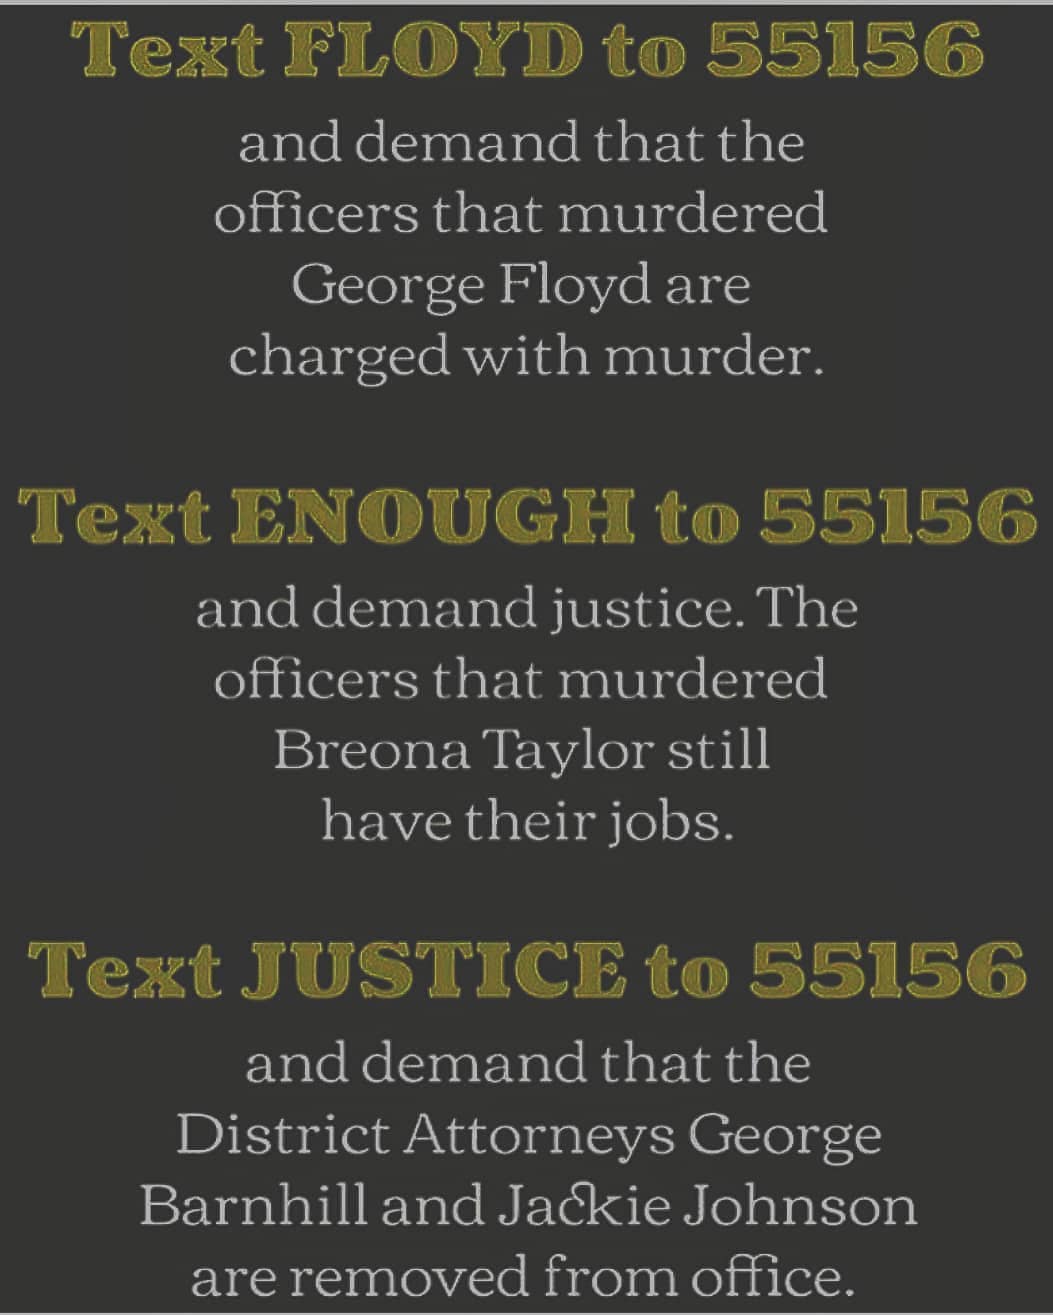 Text FLOYD to 55156
and demand that the
officers that murdered
George Floyd are
charged with murder.
Text ENOUGH to 55156
and demand justice. The
officers that murdered
Breona Taylor still
have their jobs.
Text JUSTICE to 55156
and demand that the
District Attorneys George
Barnhill and Jackie Johnson
are removed from office.